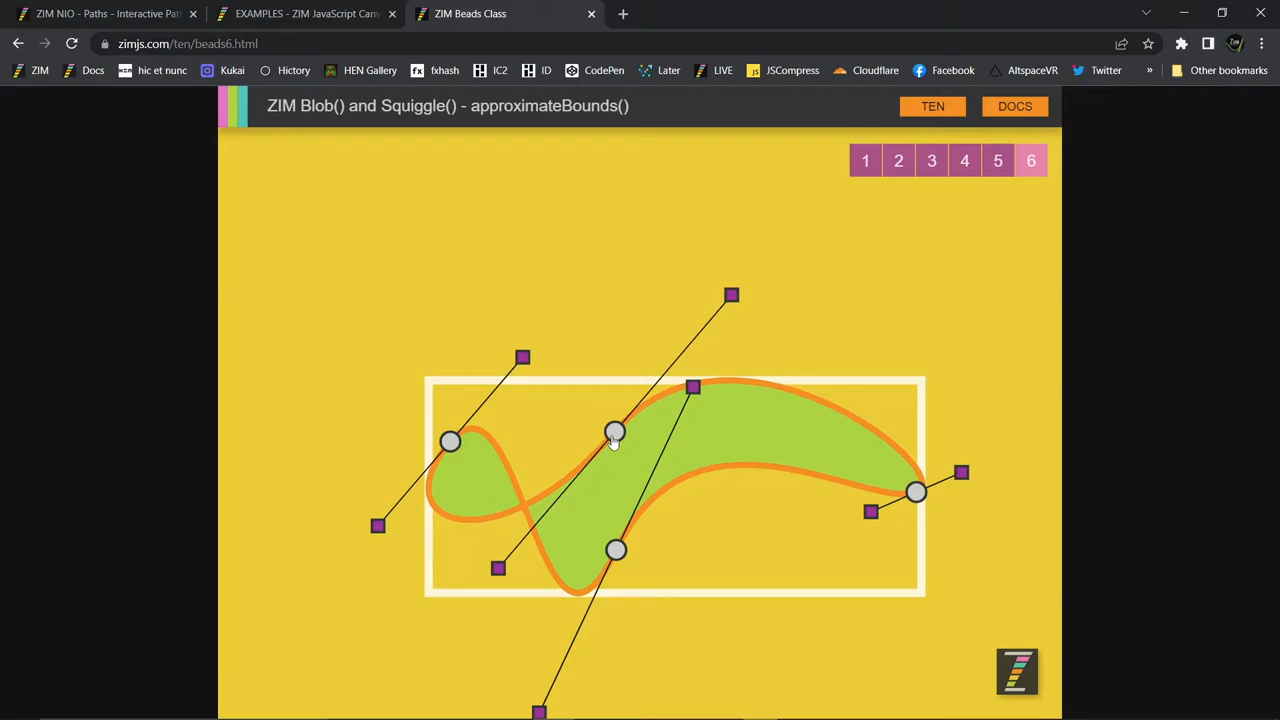 ZIM NIO - Paths - Interactive Pat
EXAMPLES - ZIM JavaScript Canv
ZIM Beads Class
zimjs.com/ten/beads6.html
ZIM Docs hic et nunc Kukai Hictory HEN Gallery fxhash IC2 ID CodePen Later LIVE JSCompress Cloudflare Facebook AltspaceVR Twitter » Other bookmarks
ZIM Blob() and Squiggle() - approximateBounds() TEN DOCS
1 2 3 4 5 6